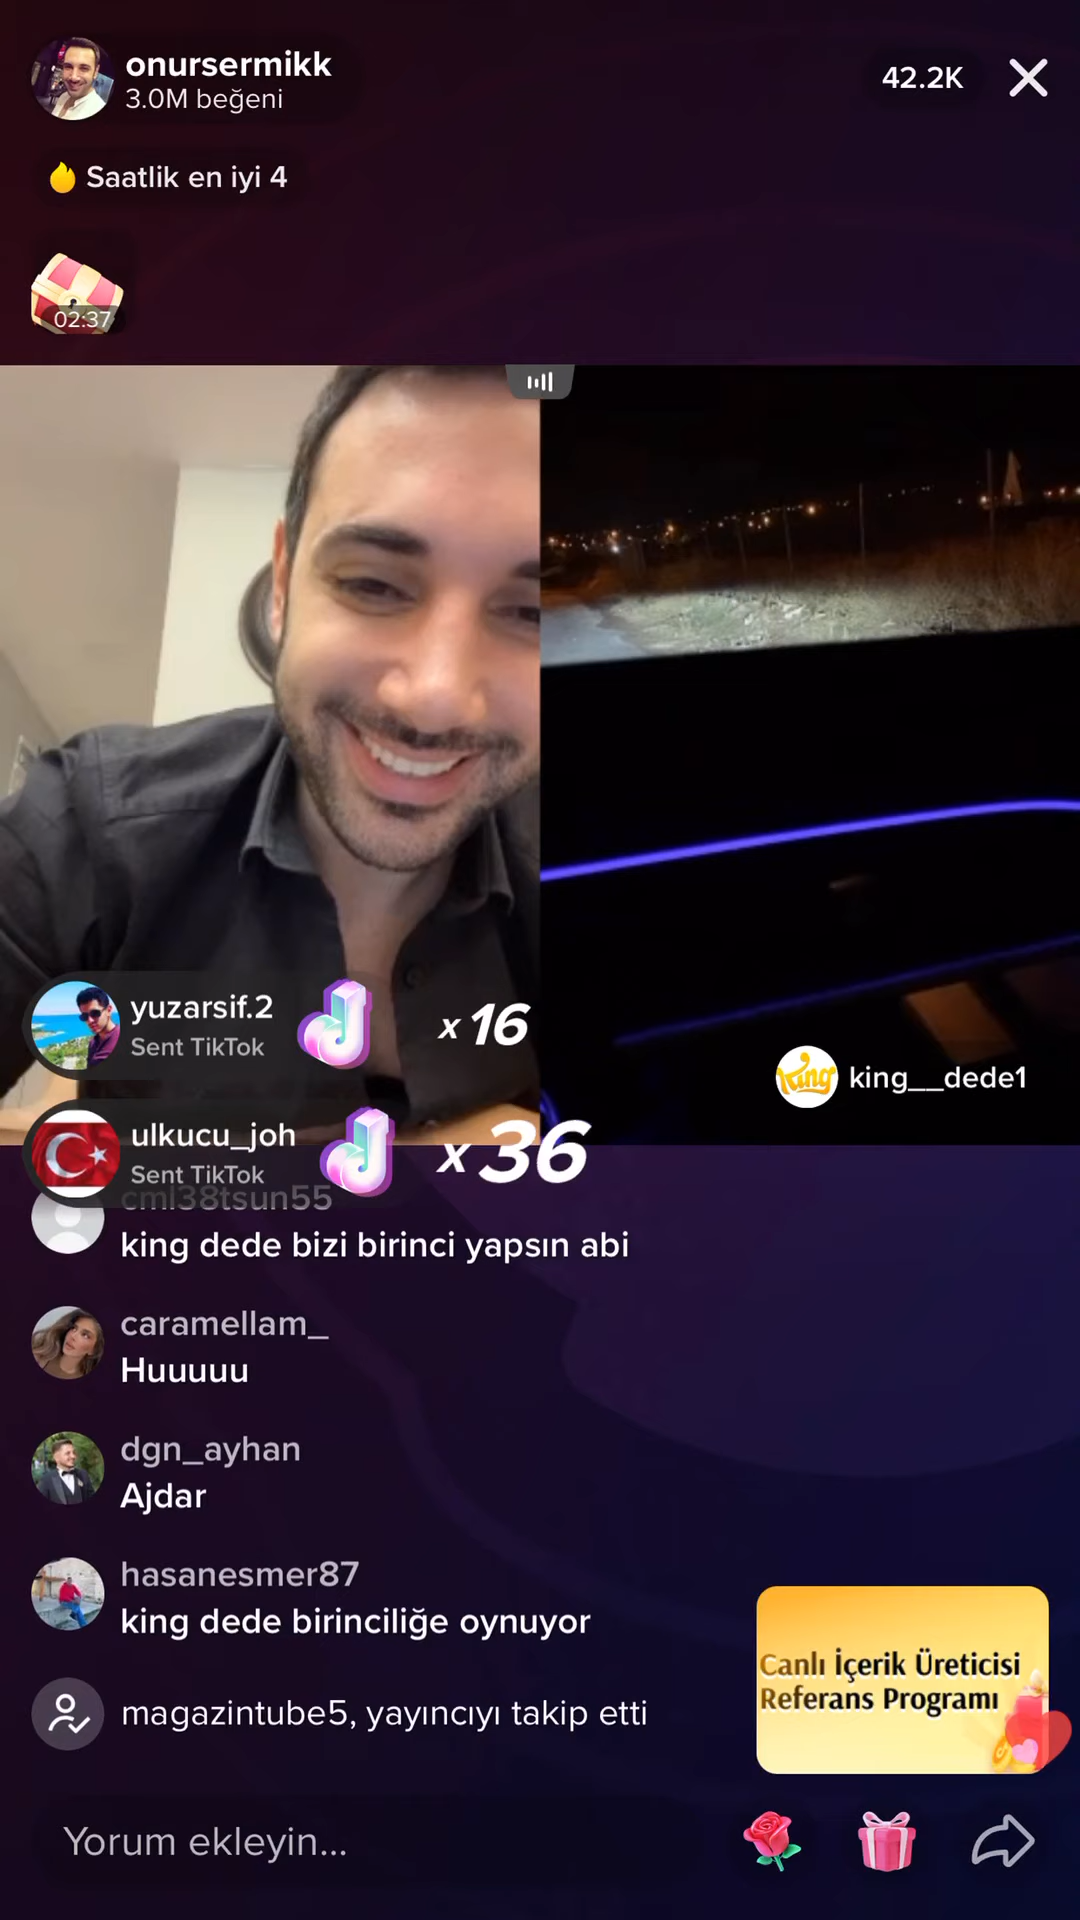 onursermikk
3.0M beğeni
42.2K
Saatlik en iyi 4
02:37
yuzarsif.2
Sent TikTok
x 16
King
king__dede1
ulkucu_joh
Sent TikTok
x 36
cml38tsun55
king dede bizi birinci yapsın abi
caramellam_
Huuuuu
dgn_ayhan
Ajdar
hasanesmer87
king dede birinciliğe oynuyor
magazintube5, yayıncıyı takip etti
Canlı İçerik Üreticisi
Referans Programı
Yorum ekleyin...